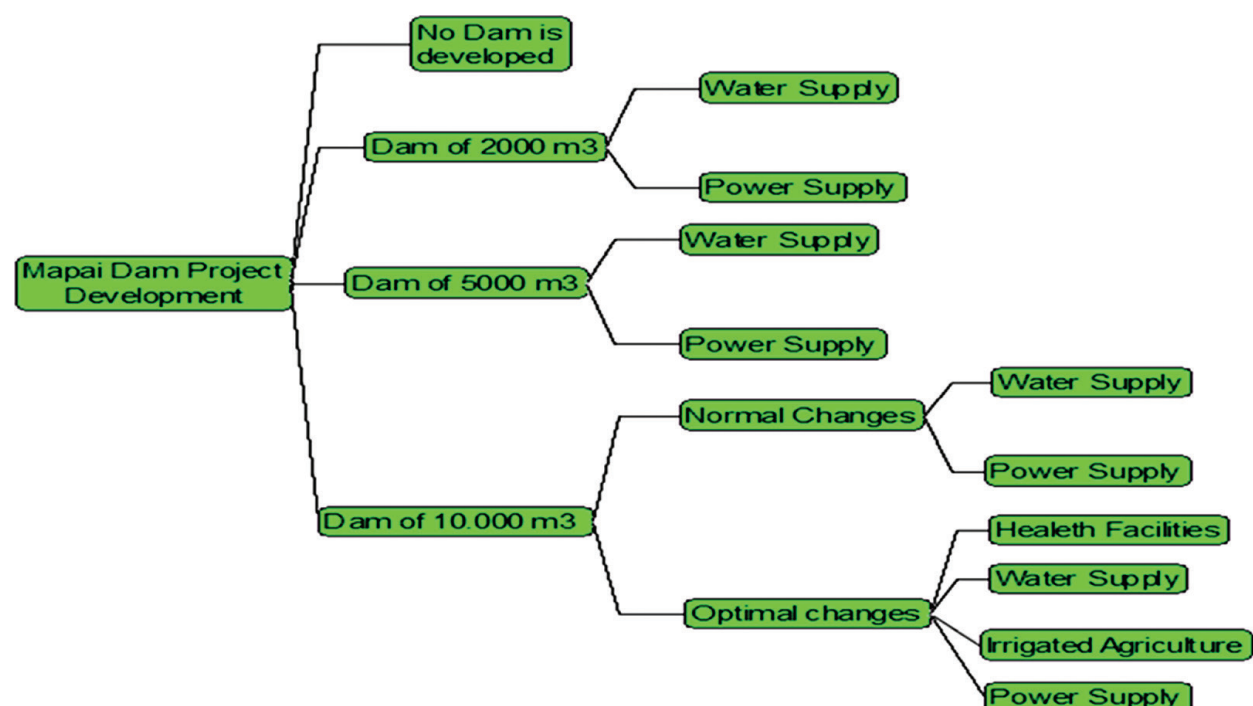 No Dam is
developed
Water Supply
Dam of 2000 m3
Power Supply
Water Supply
Mapai Dam Project
Development
Dam of 5000 m3
Power Supply
Water Supply
Normal Changes
Power Supply
Dam of 10.000 m3
Healeth Facilities
Water Supply
Optimal changes
Irrigated Agriculture
Power Supply